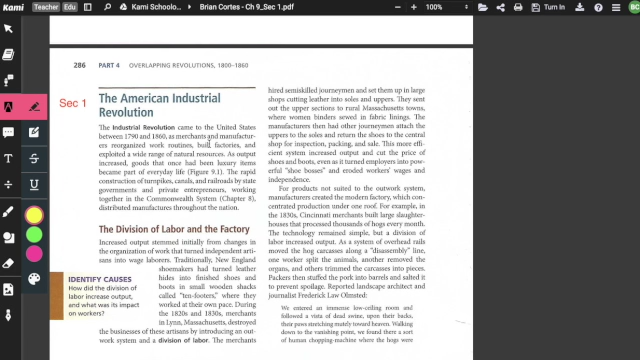 Kami
Teacher
Edu
Kami Schoolo...
Brian Cortes - Ch 9_Sec 1.pdf
100%
Turn In
BC
286 PART 4 OVERLAPPING REVOLUTIONS, 1800–1860
Sec 1
The American Industrial
Revolution
The Industrial Revolution came to the United States
between 1790 and 1860, as merchants and manufactur-
ers reorganized work routines, built factories, and
exploited a wide range of natural resources. As output
increased, goods that once had been luxury items
became part of everyday life (Figure 9.1). The rapid
construction of turnpikes, canals, and railroads by state
governments and private entrepreneurs, working
together in the Commonwealth System (Chapter 8),
distributed manufactures throughout the nation.
The Division of Labor and the Factory
Increased output stemmed initially from changes in
the organization of work that turned independent arti-
sans into wage laborers. Traditionally, New England
shoemakers had turned leather
hides into finished shoes and
boots in small wooden shacks
called “ten-footers,” where they
worked at their own pace. During
the 1820s and 1830s, merchants
in Lynn, Massachusetts, destroyed
the businesses of these artisans by introducing an out-
work system and a division of labor. The merchants
IDENTIFY CAUSES
How did the division of
labor increase output,
and what was its impact
on workers?
hired semiskilled journeymen and set them up in large
shops cutting leather into soles and uppers. They sent
out the upper sections to rural Massachusetts towns,
where women binders sewed in fabric linings. The
manufacturers then had other journeymen attach the
uppers to the soles and return the shoes to the central
shop for inspection, packing, and sale. This more effi-
cient system increased output and cut the price of
shoes and boots, even as it turned employers into pow-
erful “shoe bosses” and eroded workers’ wages and
independence.
For products not suited to the outwork system,
manufacturers created the modern factory, which con-
centrated production under one roof. For example, in
the 1830s, Cincinnati merchants built large slaughter-
houses that processed thousands of hogs every month.
The technology remained simple, but a division of
labor increased output. As a system of overhead rails
moved the hog carcasses along a “disassembly” line,
one worker split the animals, another removed the
organs, and others trimmed the carcasses into pieces.
Packers then stuffed the pork into barrels and salted it
to prevent spoilage. Reported landscape architect and
journalist Frederick Law Olmsted:
We entered an immense low-ceiling room and
followed a vista of dead swine, upon their backs,
their paws stretching mutely toward heaven. Walking
down to the vanishing point, we found there a sort
of human chopping-machine where the hogs were